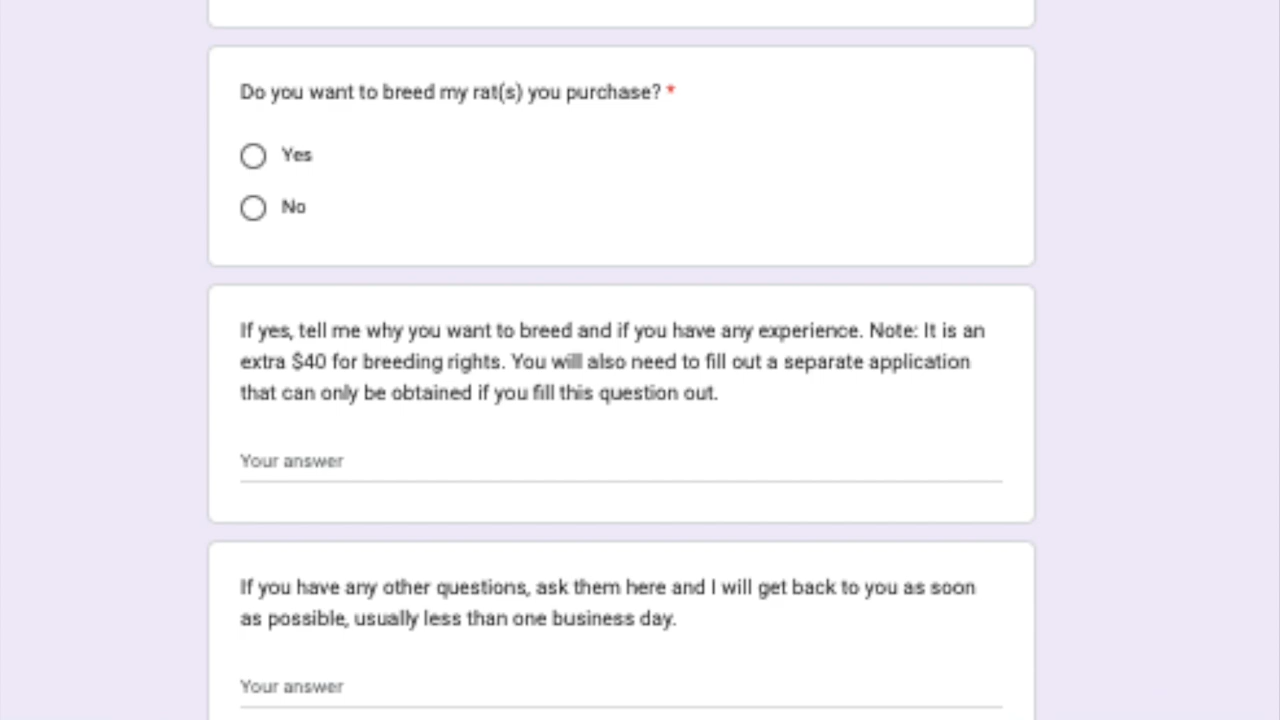 Do you want to breed my rat(s) you purchase? *
Yes
No
If yes, tell me why you want to breed and if you have any experience. Note: It is an
extra $40 for breeding rights. You will also need to fill out a separate application
that can only be obtained if you fill this question out.
Your answer
If you have any other questions, ask them here and I will get back to you as soon
as possible, usually less than one business day.
Your answer